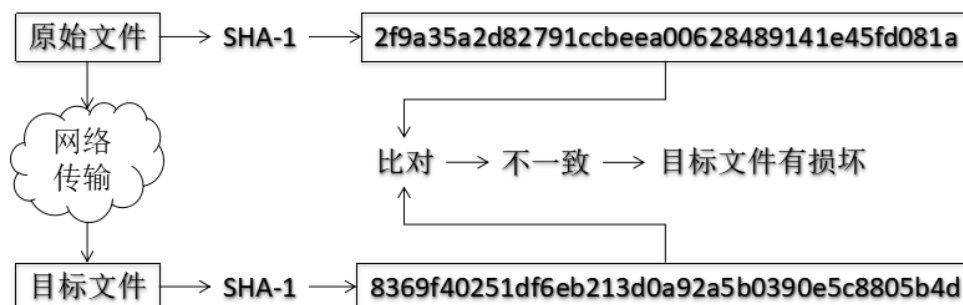 原始文件 SHA-1 2f9a35a2d82791ccbeea00628489141e45fd081a
网络
传输
比对 不一致 目标文件有损坏
目标文件 SHA-1 8369f40251df6eb213d0a92a5b0390e5c8805b4d